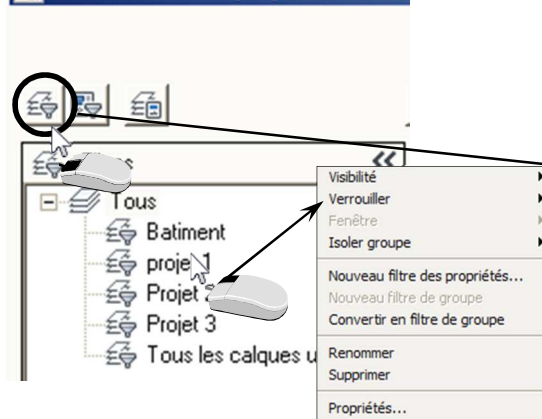 Tous
Batiment
Projet 3
Tous les calques u
Visibilité
Verrouiller
Fenêtre
Isoler groupe
Nouveau filtre des propriétés...
Nouveau filtre de groupe
Convertir en filtre de groupe
Renommer
Supprimer
Propriétés...